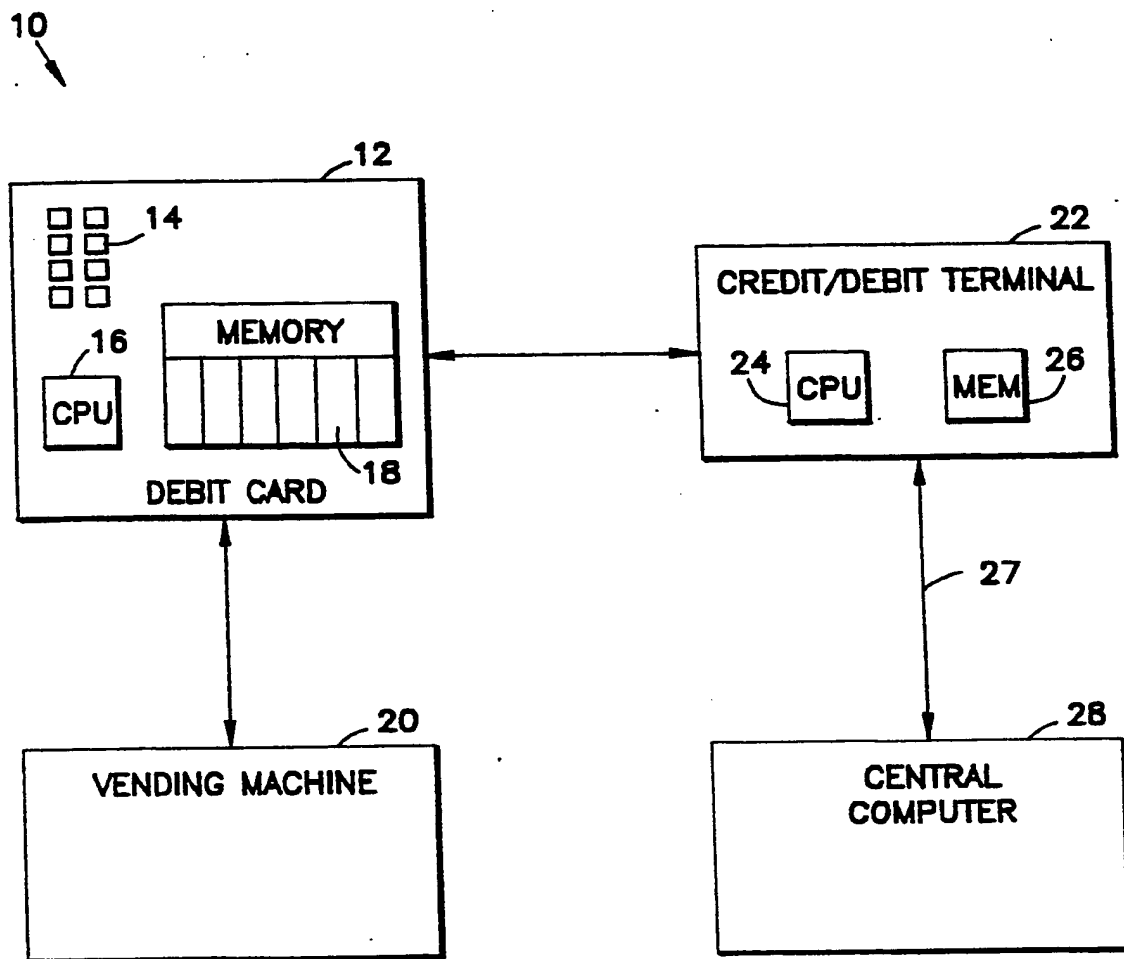 10
12
14
MEMORY
16
CPU
18
DEBIT CARD
22
CREDIT/DEBIT TERMINAL
24
CPU
MEM
26
27
20
VENDING MACHINE
28
CENTRAL
COMPUTER